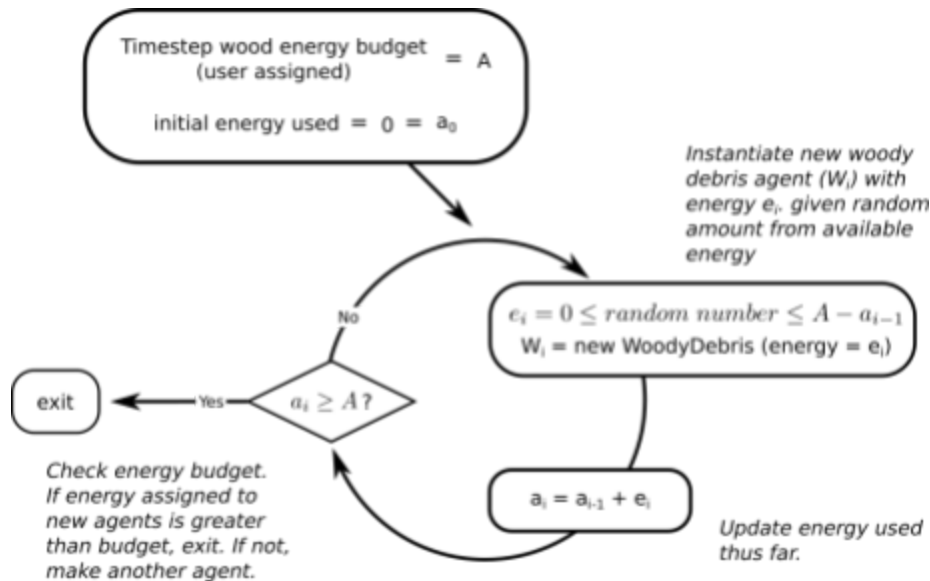 Timestep wood energy budget
(user assigned)
= A
initial energy used = 0 = a₀
Instantiate new woody
debris agent (Wᵢ) with
energy eᵢ. given random
amount from available
energy
No
eᵢ = 0 ≤ random number ≤ A − aᵢ₋₁
Wᵢ = new WoodyDebris (energy = eᵢ)
exit
Yes
aᵢ ≥ A?
Check energy budget.
If energy assigned to
new agents is greater
than budget, exit. If not,
make another agent.
aᵢ = aᵢ₋₁ + eᵢ
Update energy used
thus far.